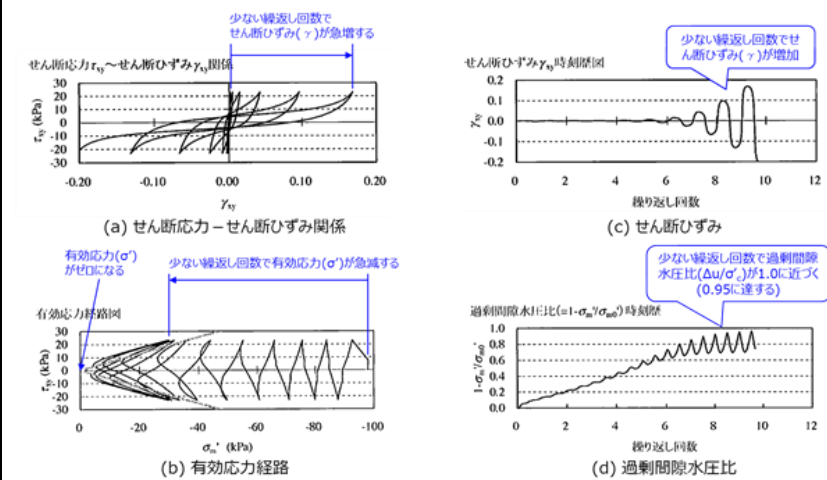 少ない繰返し回数で
せん断ひずみ(γ)が急増する
せん断応力τxy～せん断ひずみγxy関係
30
20
10
0
-10
-20
-30
τxy (kPa)
-0.20
-0.10
0.00
0.10
0.20
γxy
(a) せん断応力－せん断ひずみ関係
少ない繰返し回数でせ
ん断ひずみ(γ)が増加
せん断ひずみγxy時刻歴図
0.2
0.1
0.0
-0.1
-0.2
γxy
0
2
4
6
8
10
12
繰り返し回数
(c) せん断ひずみ
有効応力(σ')
がゼロになる
少ない繰返し回数で有効応力(σ')が急減する
有効応力経路図
30
20
10
0
-10
-20
-30
τxy (kPa)
0
-20
-40
-60
-80
-100
σm' (kPa)
(b) 有効応力経路
少ない繰返し回数で過剰間隙
水圧比(Δu/σ'c)が1.0に近づく
(0.95に達する)
過剰間隙水圧比(=1-σm'/σm0')時刻歴
1.0
0.8
0.6
0.4
0.2
0.0
1-σm'/σm0'
0
2
4
6
8
10
12
繰り返し回数
(d) 過剰間隙水圧比